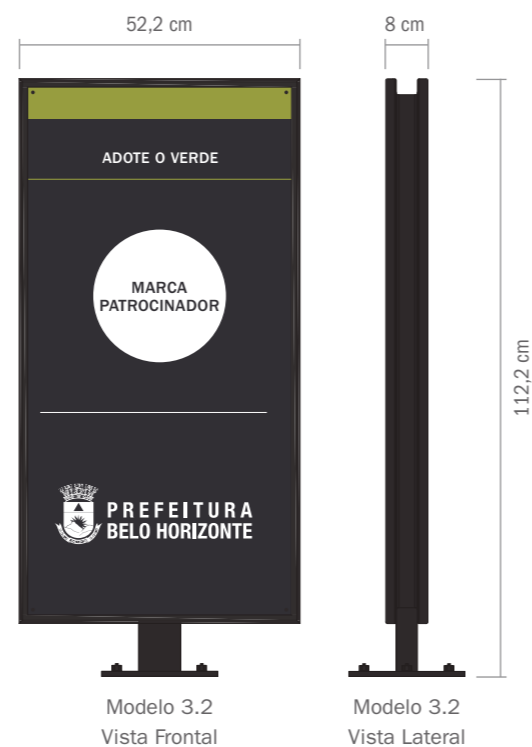 52,2 cm
8 cm
ADOTE O VERDE
MARCA
PATROCINADOR
112,2 cm
PREFEITURA
BELO HORIZONTE
Modelo 3.2
Vista Frontal
Modelo 3.2
Vista Lateral